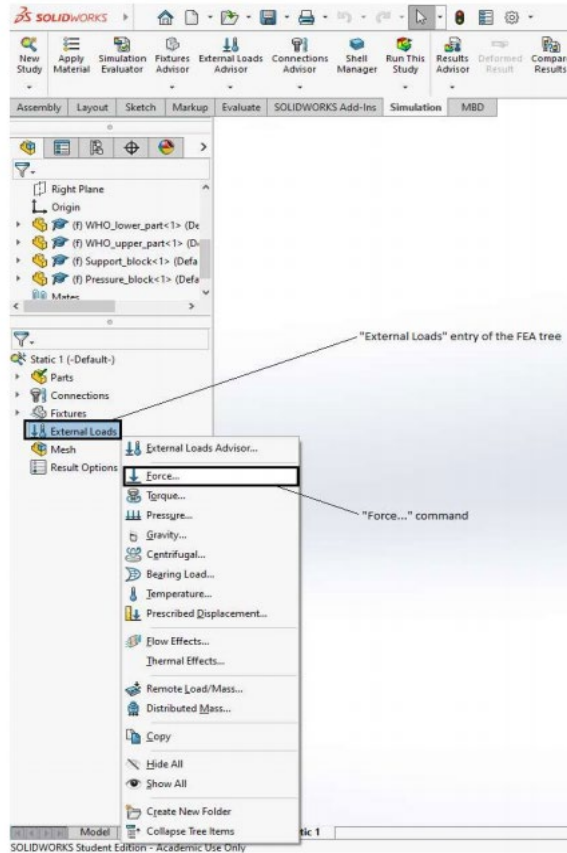 SOLIDWORKS
New Study
Apply Material
Simulation Evaluator
Fixtures Advisor
External Loads Advisor
Connections Advisor
Shell Manager
Run This Study
Results Advisor
Deformed Result
Compare Results
Assembly Layout Sketch Markup Evaluate SOLIDWORKS Add-Ins Simulation MBD
Right Plane
Origin
(f) WHO_lower_part<1> (De
(f) WHO_upper_part<1> (De
(f) Support_block<1> (Defa
(f) Pressure_block<1> (Defa
Mates
"External Loads" entry of the FEA tree
Static 1 (-Default-)
Parts
Connections
Fixtures
External Loads
Mesh
Result Options
External Loads Advisor...
Force...
Torque...
Pressure...
"Force..." command
Gravity...
Centrifugal...
Bearing Load...
Temperature...
Prescribed Displacement...
Flow Effects...
Thermal Effects...
Remote Load/Mass...
Distributed Mass...
Copy
Hide All
Show All
Create New Folder
Collapse Tree Items
Model tic 1
SOLIDWORKS Student Edition - Academic Use Only